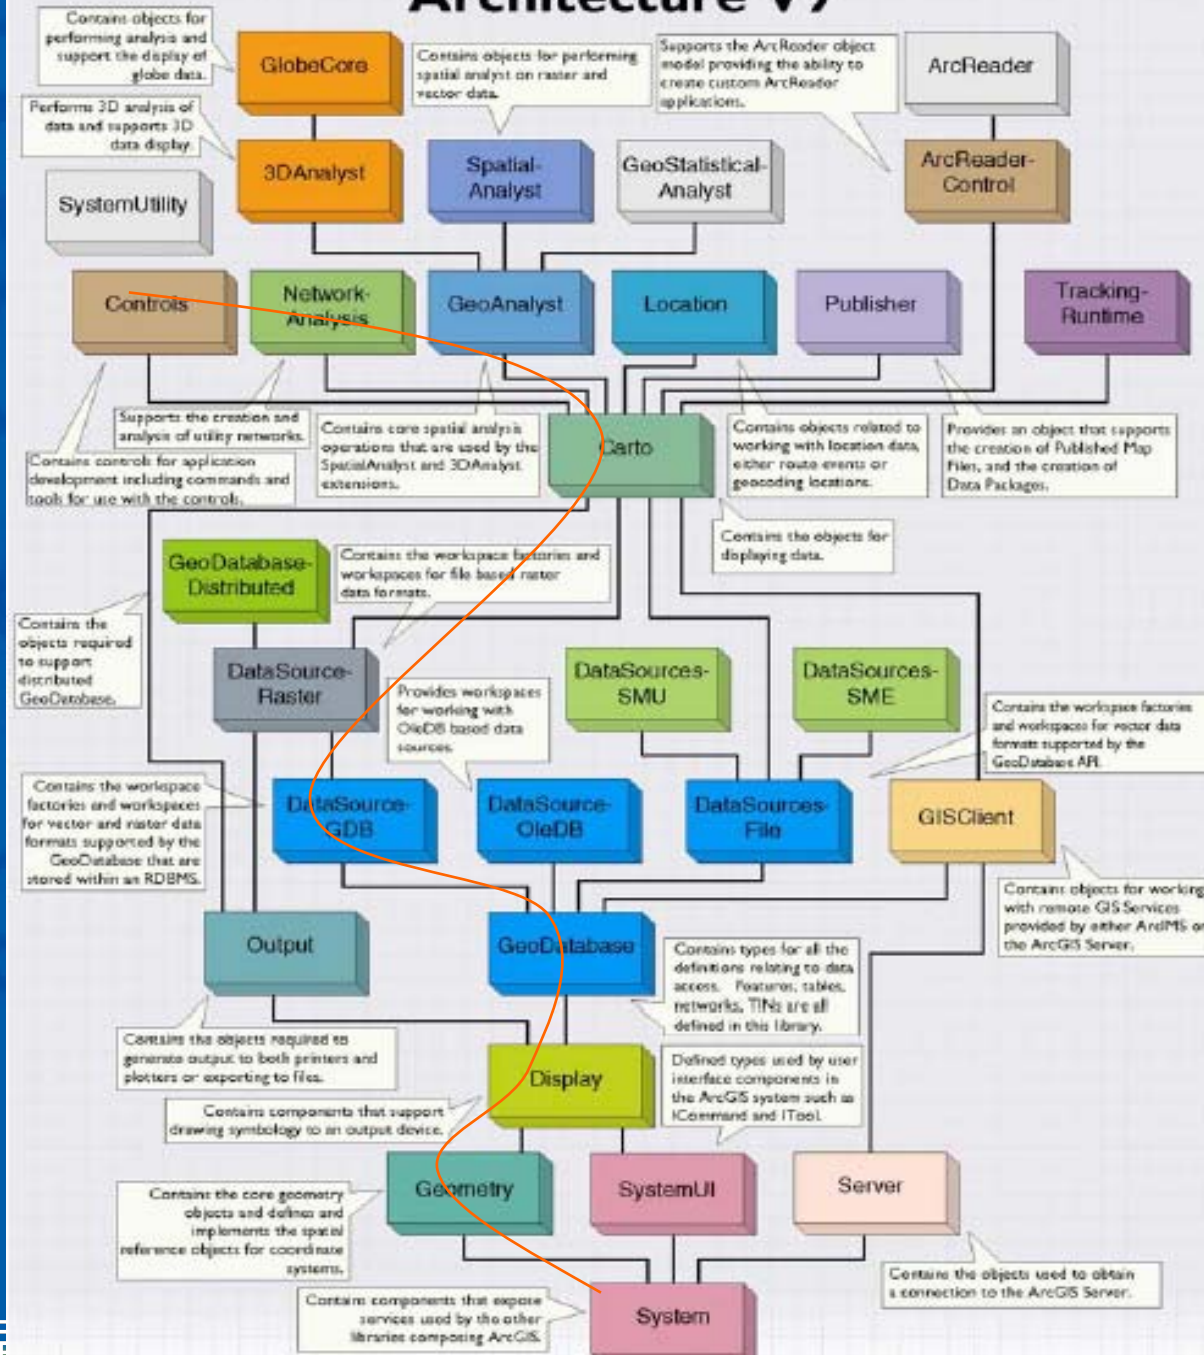 Architecture V9
Contains objects for
performing analysis and
support the display of
globe data.
GlobeCore
Contains objects for performing
spatial analyst on raster and
vector data.
Supports the ArcReader object
model providing the ability to
create custom ArcReader
applications.
ArcReader
Performs 3D analysis of
data and supports 3D
data display.
3DAnalyst
Spatial-
Analyst
GeoStatistical-
Analyst
ArcReader-
Control
SystemUtility
Controls
Network-
Analysis
GeoAnalyst
Location
Publisher
Tracking-
Runtime
Supports the creation and
analysis of utility networks.
Contains controls for application
development including commands and
tools for use with the controls.
Contains core spatial analysis
operations that are used by the
SpatialAnalyst and 3DAnalyst
extensions.
Carto
Contains objects related to
working with location data,
either route events or
geocoding locations.
Provides an object that supports
the creation of Published Map
Files, and the creation of
Data Packages.
Contains the objects for
displaying data.
GeoDatabase-
Distributed
Contains the workspace factories and
workspaces for file based raster
data formats.
Contains the
objects required
to support
distributed
GeoDatabase.
DataSource-
Raster
Provides workspaces
for working with
OleDB based data
sources.
DataSources-
SMU
DataSources-
SME
Contains the workspace factories
and workspaces for vector data
formats supported by the
GeoDatabase API.
Contains the workspace
factories and workspaces
for vector and raster data
formats supported by the
GeoDatabase that are
stored within an RDBMS.
DataSource-
GDB
DataSource-
OleDB
DataSources-
File
GISClient
Contains objects for working
with remote GIS Services
provided by either ArcIMS or
the ArcGIS Server.
Output
GeoDatabase
Contains types for all the
definitions relating to data
access. Features, tables,
networks, TINs are all
defined in this library.
Contains the objects required to
generate output to both printers and
plotters or exporting to files.
Display
Defined types used by user
interface components in
the ArcGIS system such as
ICommand and ITool.
Contains components that support
drawing symbology to an output device.
Geometry
SystemUI
Server
Contains the core geometry
objects and defines and
implements the spatial
reference objects for coordinate
systems.
Contains the objects used to obtain
a connection to the ArcGIS Server.
Contains components that expose
services used by the other
libraries composing ArcGIS.
System